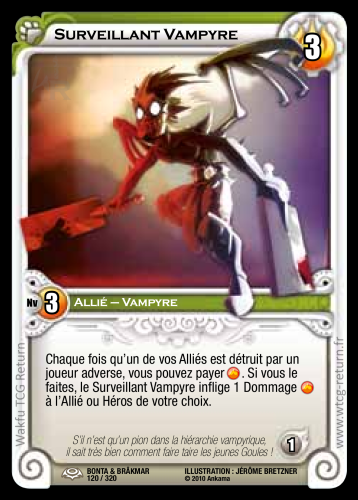 SURVEILLANT VAMPYRE
3
Nv 3
ALLIÉ – VAMPYRE
Chaque fois qu'un de vos Alliés est détruit par un
joueur adverse, vous pouvez payer . Si vous le
faites, le Surveillant Vampyre inflige 1 Dommage
à l'Allié ou Héros de votre choix.
S'il n'est qu'un pion dans la hiérarchie vampyrique,
il sait très bien comment faire taire les jeunes Goules !
1
BONTA & BRÂKMAR
120 / 320
ILLUSTRATION : JÉRÔME BRETZNER
© 2010 Ankama
Wakfu TCG Return
www.wtcg-return.fr